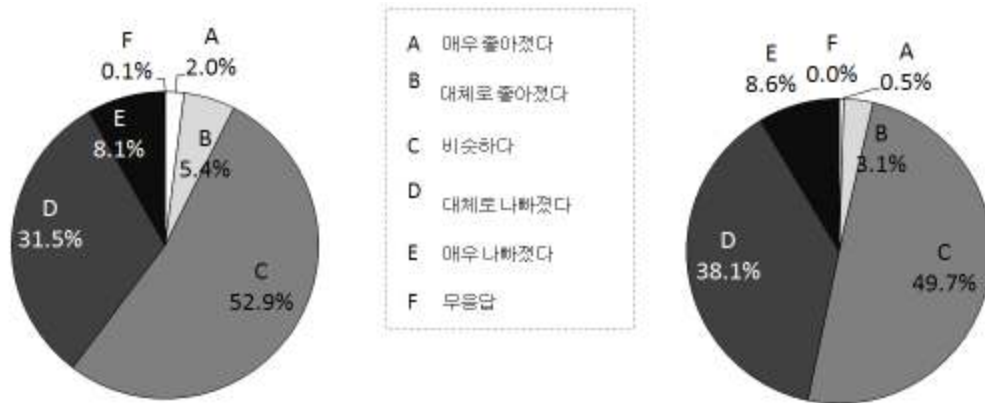 F
0.1%
A
2.0%
B
5.4%
C
52.9%
D
31.5%
E
8.1%
A 매우 좋아졌다
B 대체로 좋아졌다
C 비슷하다
D 대체로 나빠졌다
E 매우 나빠졌다
F 무응답
E
8.6%
F
0.0%
A
0.5%
B
3.1%
C
49.7%
D
38.1%